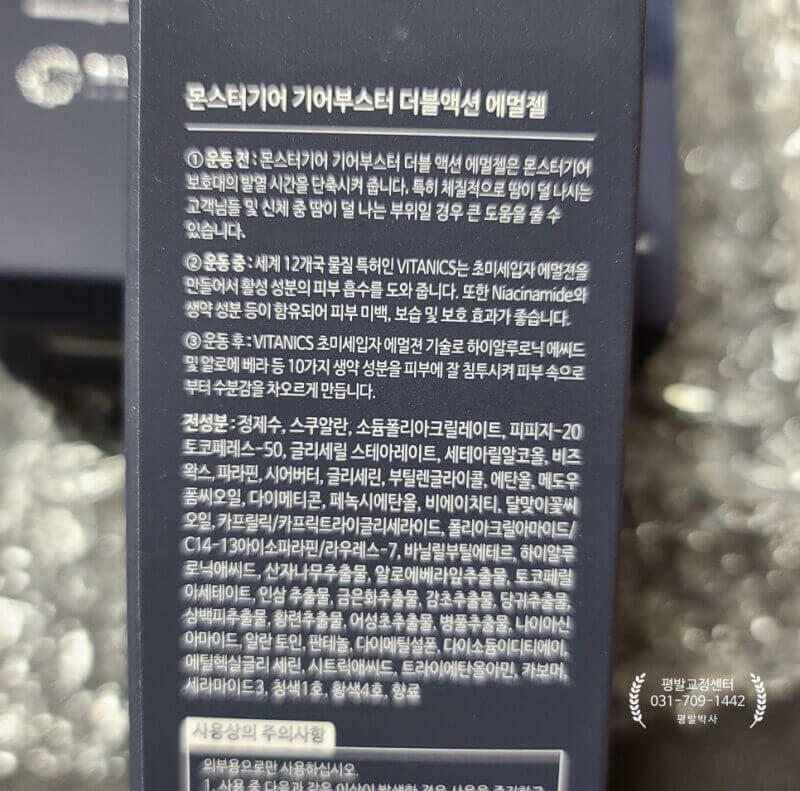 몬스터기어 기어부스터 더블액션 에멀젤
① 운동 전 : 몬스터기어 기어부스터 더블 액션 에멀젤은 몬스터기어
보호대의 발열 시간을 단축시켜 줍니다. 특히 체질적으로 땀이 덜 나시는
고객님들 및 신체 중 땀이 덜 나는 부위일 경우 큰 도움을 줄 수
있습니다.
② 운동 중 : 세계 12개국 물질 특허인 VITANICS는 초미세입자 에멀젼을
만들어서 활성 성분의 피부 흡수를 도와 줍니다. 또한 Niacinamide와
생약 성분 등이 함유되어 피부 미백, 보습 및 보호 효과가 좋습니다.
③ 운동 후 : VITANICS 초미세입자 에멀젼 기술로 하이알루로닉 에씨드
및 알로에 베라 등 10가지 생약 성분을 피부에 잘 침투시켜 피부 속으로
부터 수분감을 차오르게 만듭니다.
전성분 : 정제수, 스쿠알란, 소듐폴리아크릴레이트, 피피지-20
토코페레스-50, 글리세릴 스테아레이트, 세테아릴알코올, 비즈
왁스, 파라핀, 시어버터, 글리세린, 부틸렌글라이콜, 에탄올, 메도우
폼씨오일, 다이메티콘, 페녹시에탄올, 비에이치티, 달맞이꽃씨
오일, 카프릴릭/카프릭트라이글리세라이드, 폴리아크릴아마이드/
C14-13아이소파라핀/라우레스-7, 바닐릴부틸에테르, 하이알루
로닉애씨드, 산자나무추출물, 알로에베라잎추출물, 토코페릴
아세테이트, 인삼 추출물, 금은화추출물, 감초추출물, 당귀추출물,
상백피추출물, 황련추출물, 어성초추출물, 병풀추출물, 나이아신
아마이드, 알란 토인, 판테놀, 다이메틸설폰, 다이소듐이디티에이,
에틸헥실글리 세린, 시트릭애씨드, 트라이에탄올아민, 카보머,
세라마이드3, 청색1호, 황색4호, 향료
사용상의 주의사항
외부용으로만 사용하십시오.
1. 사용 중 다음과 같은 이상이 발생한 경우 사용을 중지하고
평발교정센터
031-709-1442
평발박사